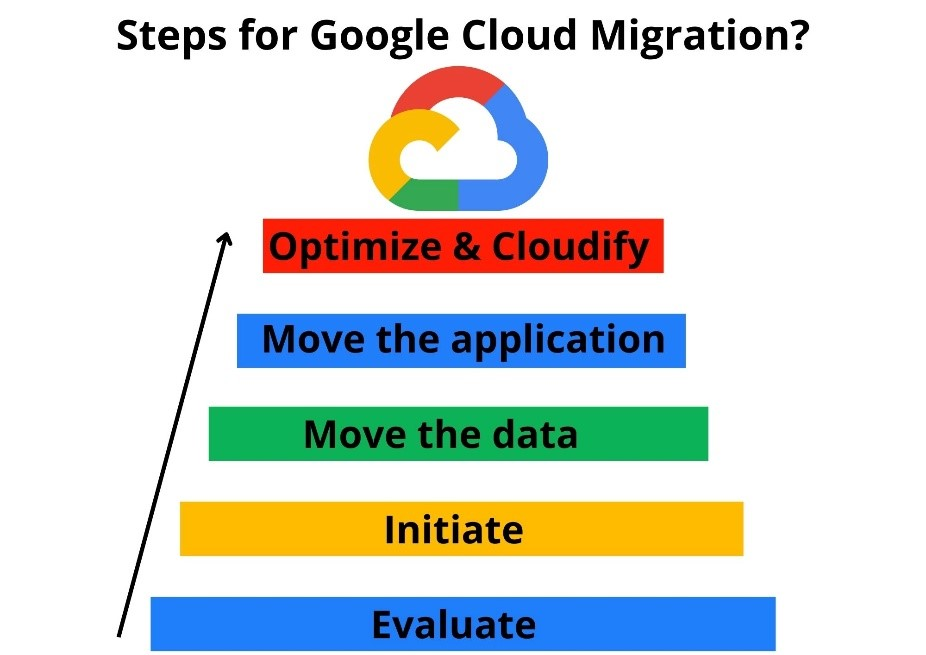 Steps for Google Cloud Migration?
Optimize & Cloudify
Move the application
Move the data
Initiate
Evaluate